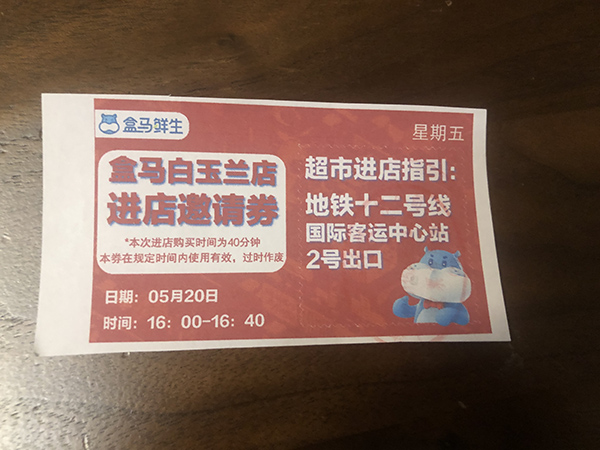 盒马鲜生
星期五
盒马白玉兰店
进店邀请券
*本次进店购买时间为40分钟
本券在规定时间内使用有效，过时作废
日期：05月20日
时间：16：00-16：40
超市进店指引：
地铁十二号线
国际客运中心站
2号出口